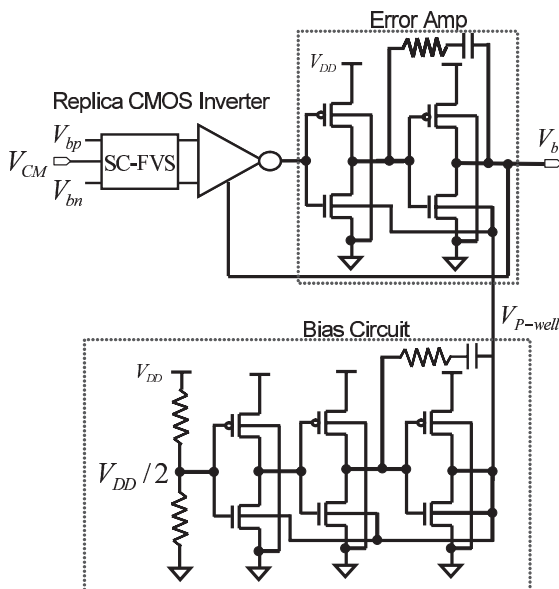 Error Amp
V_DD
Replica CMOS Inverter
V_bp
V_CM
SC-FVS
V_bn
V_b
V_P-well
Bias Circuit
V_DD
V_DD / 2